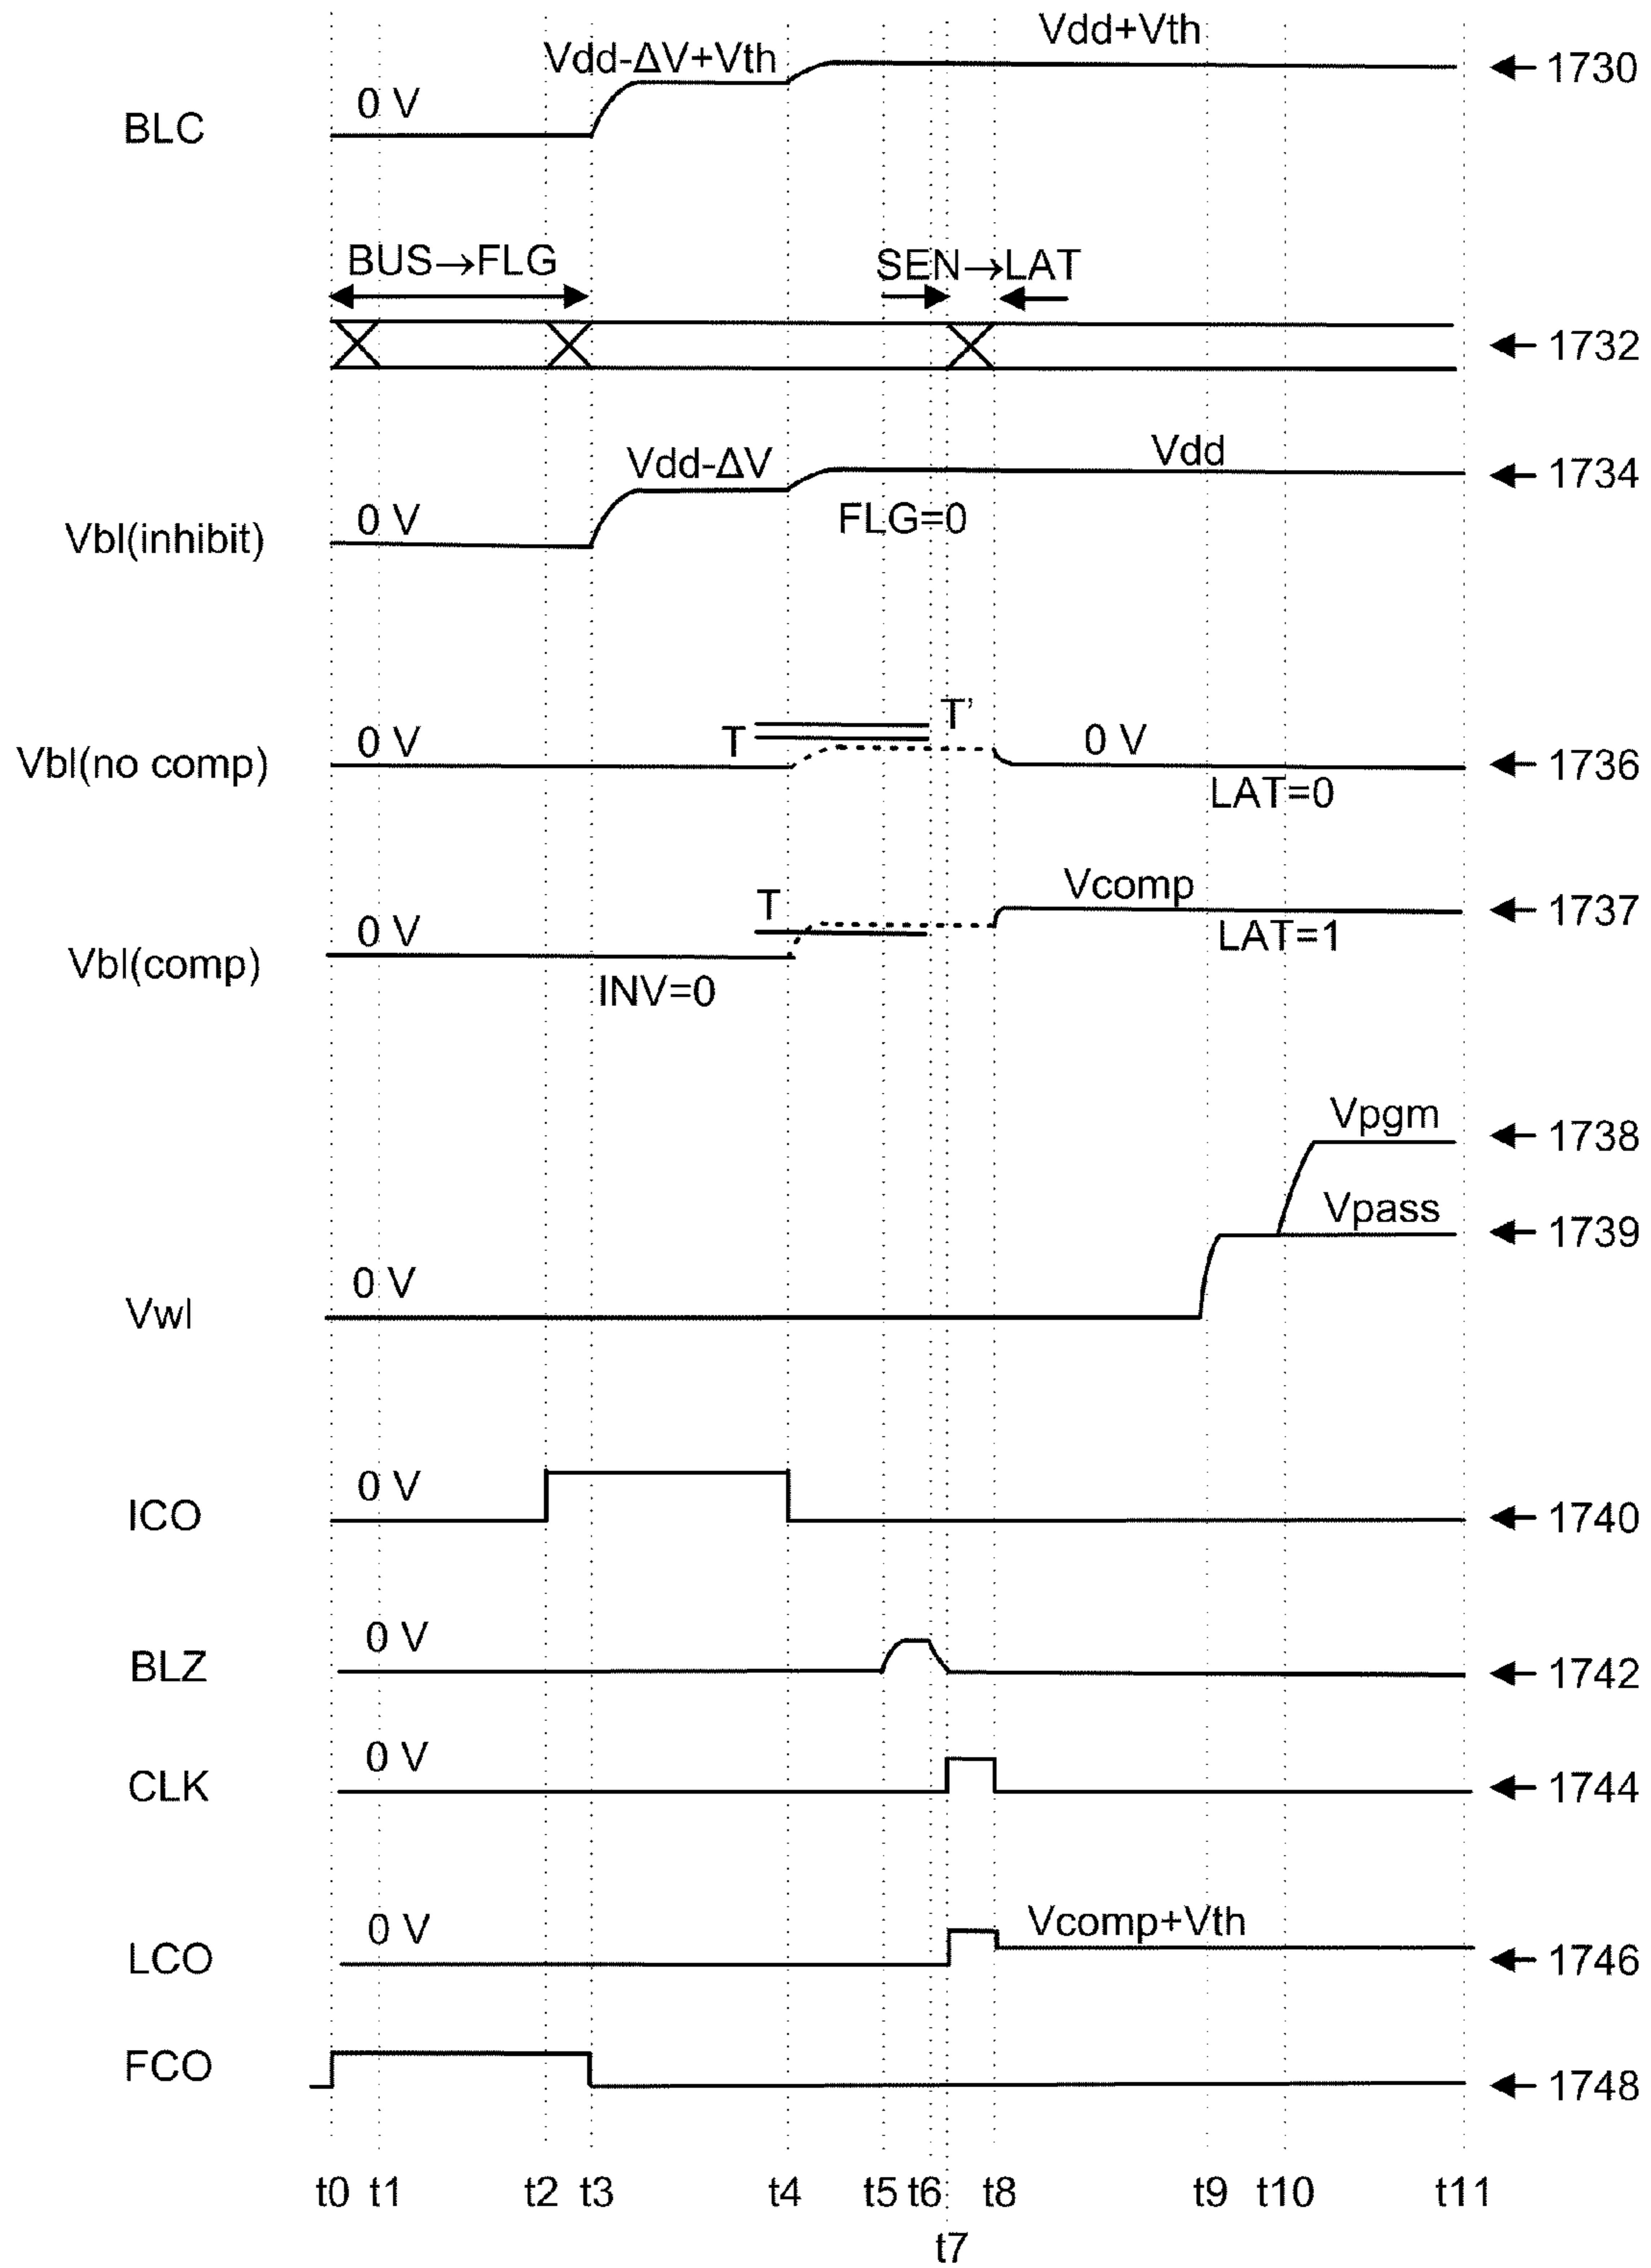 Vdd+Vth
Vdd-ΔV+Vth
0 V
BLC
1730
BUS→FLG
SEN→LAT
1732
Vdd-ΔV
Vdd
0 V
FLG=0
Vbl(inhibit)
1734
T'
T
0 V
0 V
Vbl(no comp)
LAT=0
1736
T
Vcomp
0 V
LAT=1
Vbl(comp)
INV=0
1737
Vpgm
1738
Vpass
1739
0 V
Vwl
0 V
ICO
1740
0 V
BLZ
1742
0 V
CLK
1744
0 V
Vcomp+Vth
LCO
1746
FCO
1748
t0 t1 t2 t3 t4 t5 t6 t8 t9 t10 t11
t7